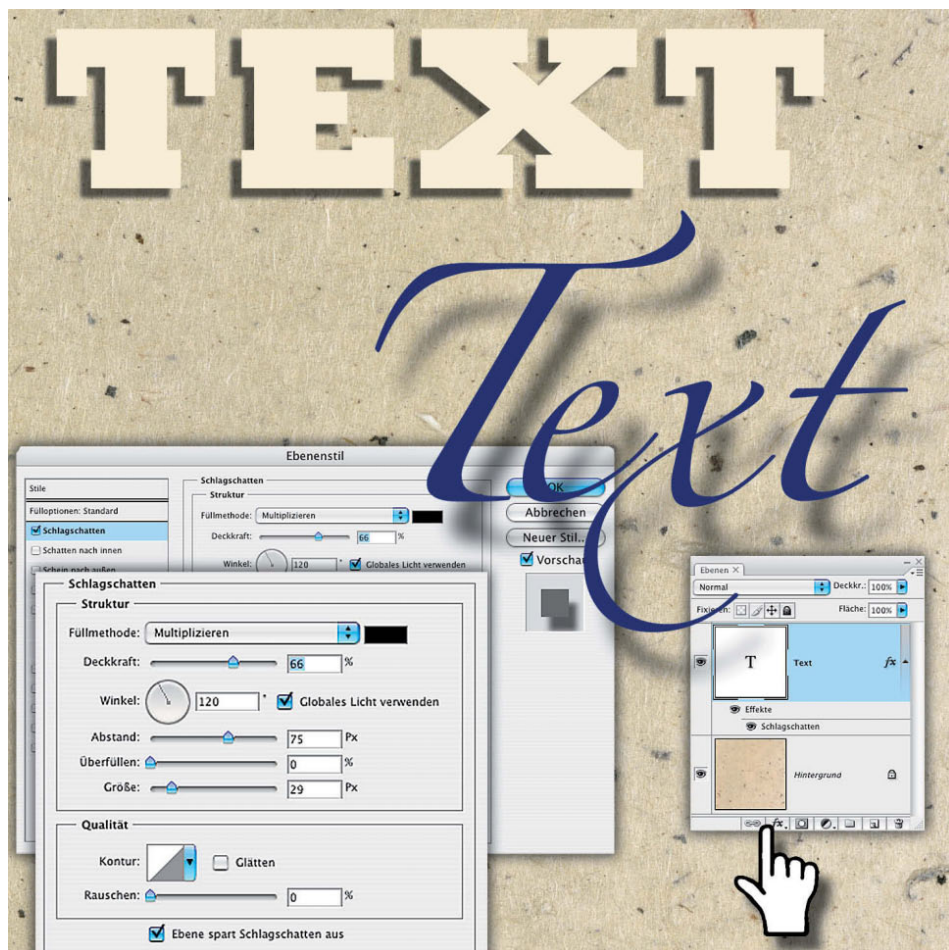 TEXT
Text
Ebenenstil
Stile
Fülloptionen: Standard
Schlagschatten
Schatten nach innen
Schein nach außen
Schlagschatten
Struktur
Füllmethode: Multiplizieren
Deckkraft: 66 %
Winkel: 120 ° Globales Licht verwenden
OK
Abbrechen
Neuer Stil...
Vorschau
Schlagschatten
Struktur
Füllmethode: Multiplizieren
Deckkraft: 66 %
Winkel: 120 ° Globales Licht verwenden
Abstand: 75 Px
Überfüllen: 0 %
Größe: 29 Px
Qualität
Kontur: Glätten
Rauschen: 0 %
Ebene spart Schlagschatten aus
Ebenen ×
Normal Deckkr.: 100%
Fixieren: Fläche: 100%
T Text fx
Effekte
Schlagschatten
Hintergrund
fx.